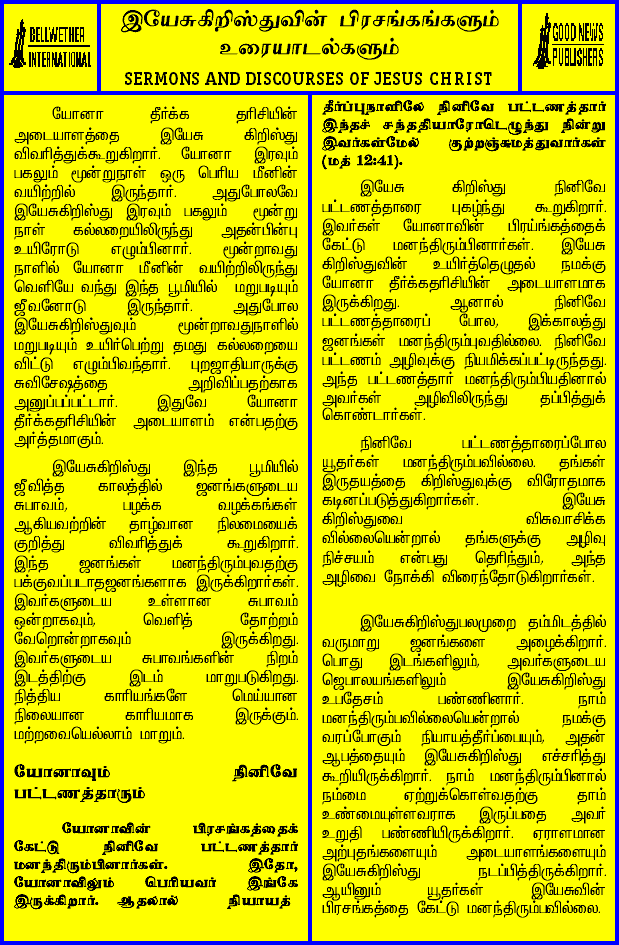 BELLWETHER
INTERNATIONAL
இயேசுகிறிஸ்துவின் பிரசங்கங்களும்
உரையாடல்களும்
SERMONS AND DISCOURSES OF JESUS CHRIST
GOOD NEWS
PUBLISHERS
யோனா தீர்க்க தரிசியின்
அடையாளத்தை இயேசு கிறிஸ்து
விவரித்துக்கூறுகிறார். யோனா இரவும்
பகலும் மூன்றுநாள் ஒரு பெரிய மீனின்
வயிற்றில் இருந்தார். அதுபோலவே
இயேசுகிறிஸ்து இரவும் பகலும் மூன்று
நாள் கல்லறையிலிருந்து அதன்பின்பு
உயிரோடு எழும்பினார். மூன்றாவது
நாளில் யோனா மீனின் வயிற்றிலிருந்து
வெளியே வந்து இந்த பூமியில் மறுபடியும்
ஜீவனோடு இருந்தார். அதுபோல
இயேசுகிறிஸ்துவும் மூன்றாவதுநாளில்
மறுபடியும் உயிர்பெற்று தமது கல்லறையை
விட்டு எழும்பிவந்தார். புறஜாதியாருக்கு
சுவிசேஷத்தை அறிவிப்பதற்காக
அனுப்பப்பட்டார். இதுவே யோனா
தீர்க்கதரிசியின் அடையாளம் என்பதற்கு
அர்த்தமாகும்.
இயேசுகிறிஸ்து இந்த பூமியில்
ஜீவித்த காலத்தில் ஜனங்களுடைய
சுபாவம், பழக்க வழக்கங்கள்
ஆகியவற்றின் தாழ்வான நிலமையைக்
குறித்து விவரித்துக் கூறுகிறார்.
இந்த ஜனங்கள் மனந்திரும்புவதற்கு
பக்குவப்படாதஜனங்களாக இருக்கிறார்கள்.
இவர்களுடைய உள்ளான சுபாவம்
ஒன்றாகவும், வெளித் தோற்றம்
வேறொன்றாகவும் இருக்கிறது.
இவர்களுடைய சுபாவங்களின் நிறம்
இடத்திற்கு இடம் மாறுபடுகிறது.
நித்திய காரியங்களே மெய்யான
நிலையான காரியமாக இருக்கும்.
மற்றவையெல்லாம் மாறும்.
யோனாவும் நினிவே
பட்டணத்தாரும்
யோனாவின் பிரசங்கத்தைக்
கேட்டு நினிவே பட்டணத்தார்
மனந்திரும்பினார்கள். இதோ,
யோனாவிலும் பெரியவர் இங்கே
இருக்கிறார். ஆதலால் நியாயத்
தீர்ப்புநாளிலே நினிவே பட்டணத்தார்
இந்தச் சந்ததியாரோடெழுந்து நின்று
இவர்கள்மேல் குற்றஞ்சுமத்துவார்கள்
(மத் 12:41).
இயேசு கிறிஸ்து நினிவே
பட்டணத்தாரை புகழ்ந்து கூறுகிறார்.
இவர்கள் யோனாவின் பிரய்ங்கத்தைக்
கேட்டு மனந்திரும்பினார்கள். இயேசு
கிறிஸ்துவின் உயிர்த்தெழுதல் நமக்கு
யோனா தீர்க்கதரிசியின் அடையாளமாக
இருக்கிறது. ஆனால் நினிவே
பட்டணத்தாரைப் போல, இக்காலத்து
ஜனங்கள் மனந்திரும்புவதில்லை. நினிவே
பட்டணம் அழிவுக்கு நியமிக்கப்பட்டிருந்தது.
அந்த பட்டணத்தார் மனந்திரும்பியதினால்
அவர்கள் அழிவிலிருந்து தப்பித்துக்
கொண்டார்கள்.
நினிவே பட்டணத்தாரைப்போல
யூதர்கள் மனந்திரும்பவில்லை. தங்கள்
இருதயத்தை கிறிஸ்துவுக்கு விரோதமாக
கடினப்படுத்துகிறார்கள். இயேசு
கிறிஸ்துவை விசுவாசிக்க
வில்லையென்றால் தங்களுக்கு அழிவு
நிச்சயம் என்பது தெரிந்தும், அந்த
அழிவை நோக்கி விரைந்தோடுகிறார்கள்.
இயேசுகிறிஸ்துபலமுறை தம்மிடத்தில்
வருமாறு ஜனங்களை அழைக்கிறார்.
பொது இடங்களிலும், அவர்களுடைய
ஜெபாலயங்களிலும் இயேசுகிறிஸ்து
உபதேசம் பண்ணினார். நாம்
மனந்திரும்பவில்லையென்றால் நமக்கு
வரப்போகும் நியாயத்தீர்ப்பையும், அதன்
ஆபத்தையும் இயேசுகிறிஸ்து எச்சரித்து
கூறியிருக்கிறார். நாம் மனந்திரும்பினால்
நம்மை ஏற்றுக்கொள்வதற்கு தாம்
உண்மையுள்ளவராக இருப்பதை அவர்
உறுதி பண்ணியிருக்கிறார். ஏராளமான
அற்புதங்களையும் அடையாளங்களையும்
இயேசுகிறிஸ்து நடப்பித்திருக்கிறார்.
ஆயினும் யூதர்கள் இயேசுவின்
பிரசங்கத்தை கேட்டு மனந்திரும்பவில்லை.